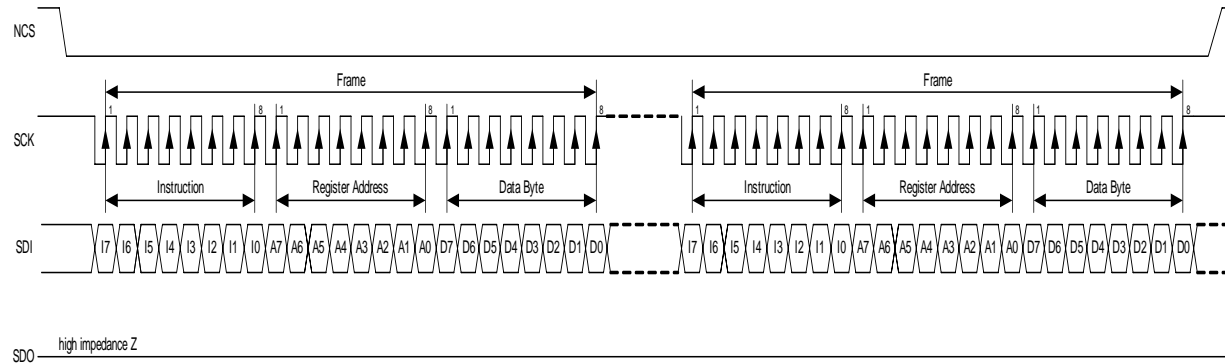 NCS
Frame Frame
1 8 1 8 1 8 1 8 1 8 1 8
SCK
Instruction Register Address Data Byte Instruction Register Address Data Byte
SDI I7 I6 I5 I4 I3 I2 I1 I0 A7 A6 A5 A4 A3 A2 A1 A0 D7 D6 D5 D4 D3 D2 D1 D0 I7 I6 I5 I4 I3 I2 I1 I0 A7 A6 A5 A4 A3 A2 A1 A0 D7 D6 D5 D4 D3 D2 D1 D0
high impedance Z
SDO